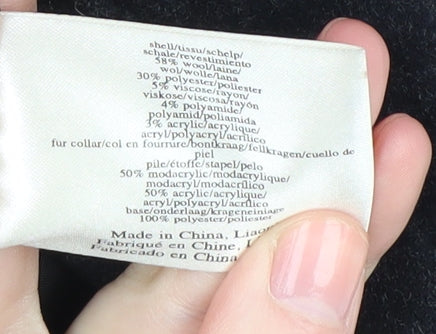 shell/tissu/schelp/
schale/revestimiento
58% wool/laine/
wol/wolle/lana
30% polyester/poliester
5% viscose/rayon/
viskose/viscosa/rayón
4% polyamide/
polyamid/poliamida
3% acrylic/acrylique/
acryl/polyacryl/acrílico
fur collar/col en fourrure/bontkraag/fellkragen/cuello de
piel
pile/étoffe/stapel/pelo
50% modacrylic/modacrylique/
modacryl/modacrílico
50% acrylic/acrylique/
acryl/polyacryl/acrílico
base/onderlaag/krageneinlage
100% polyester/poliester
Made in China,
Fabriqué en Chine,
Fabricado en China